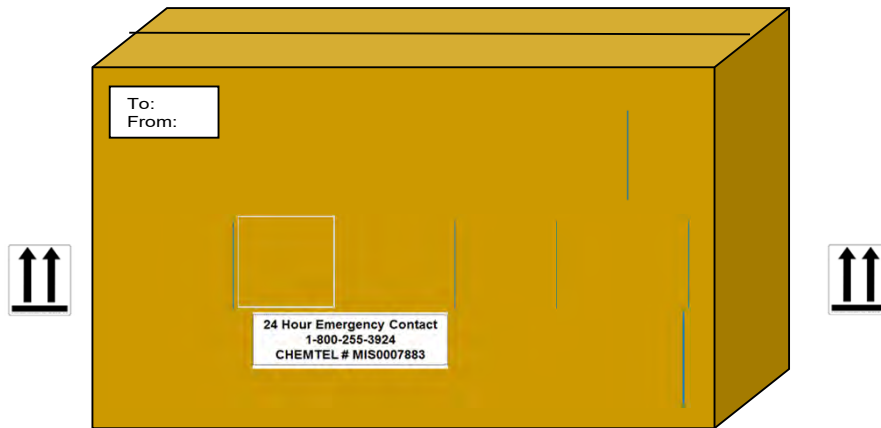 To:
From:
24 Hour Emergency Contact
1-800-255-3924
CHEMTEL # MIS0007883